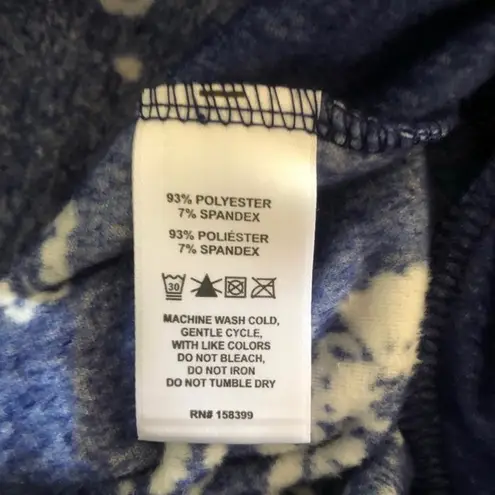 93% POLYESTER
7% SPANDEX
93% POLIÉSTER
7% SPANDEX
30
MACHINE WASH COLD,
GENTLE CYCLE,
WITH LIKE COLORS
DO NOT BLEACH,
DO NOT IRON
DO NOT TUMBLE DRY
RN# 158399